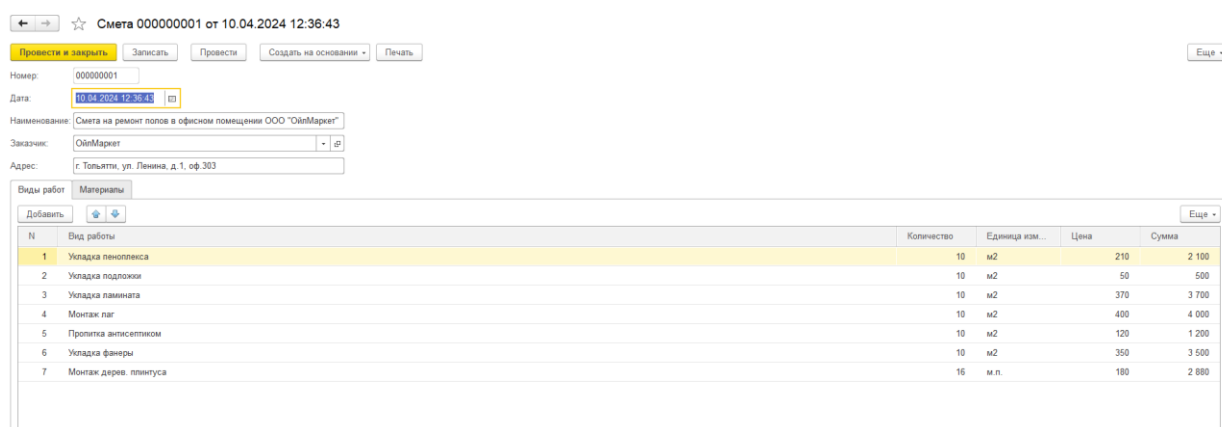 Смета 000000001 от 10.04.2024 12:36:43
Провести и закрыть Записать Провести Создать на основании Печать Еще
Номер: 000000001
Дата: 10.04.2024 12:36:43
Наименование: Смета на ремонт полов в офисном помещении ООО "ОйлМаркет"
Заказчик: ОйлМаркет
Адрес: г. Тольятти, ул. Ленина, д.1, оф.303
Виды работ Материалы
Добавить Еще
N Вид работы Количество Единица изм... Цена Сумма
1 Укладка пеноплекса 10 м2 210 2 100
2 Укладка подложки 10 м2 50 500
3 Укладка ламината 10 м2 370 3 700
4 Монтаж лаг 10 м2 400 4 000
5 Пропитка антисептиком 10 м2 120 1 200
6 Укладка фанеры 10 м2 350 3 500
7 Монтаж дерев. плинтуса 16 м.п. 180 2 880